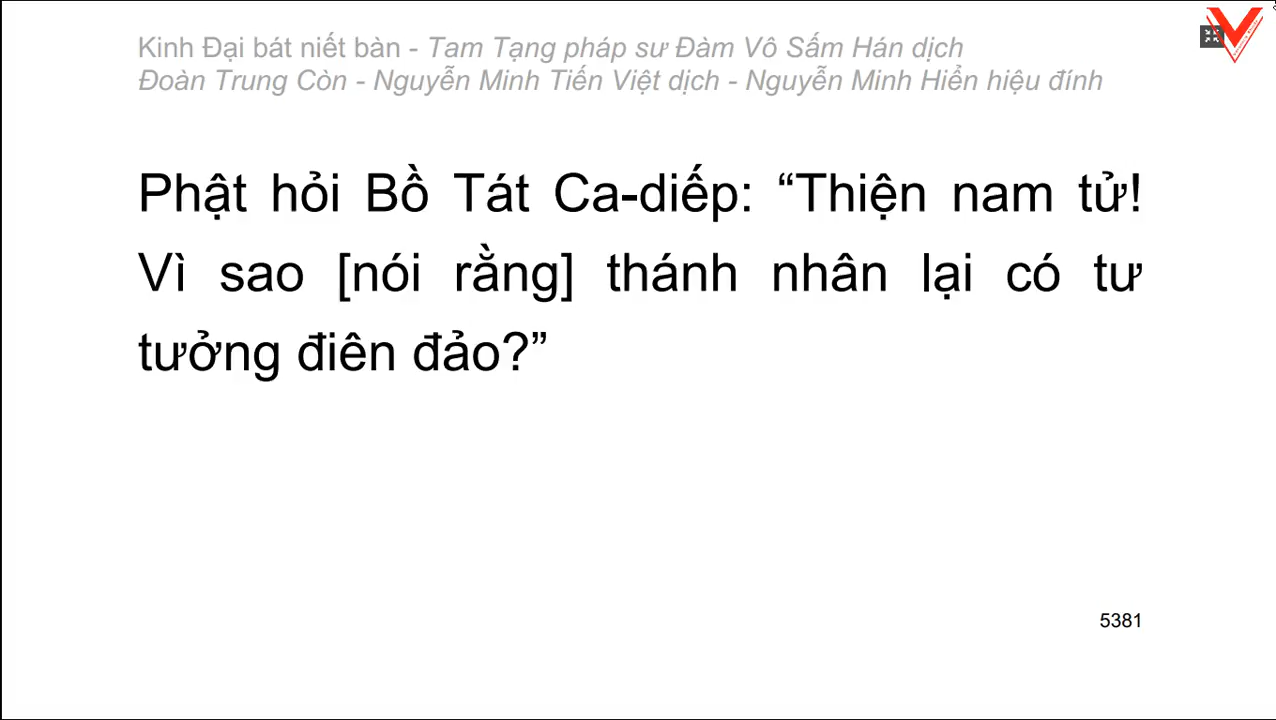 Kinh Đại bát niết bàn - Tam Tạng pháp sư Đàm Vô Sấm Hán dịch
Đoàn Trung Còn - Nguyễn Minh Tiến Việt dịch - Nguyễn Minh Hiển hiệu đính
Phật hỏi Bồ Tát Ca-diếp: “Thiện nam tử!
Vì sao [nói rằng] thánh nhân lại có tư
tưởng điên đảo?”
5381